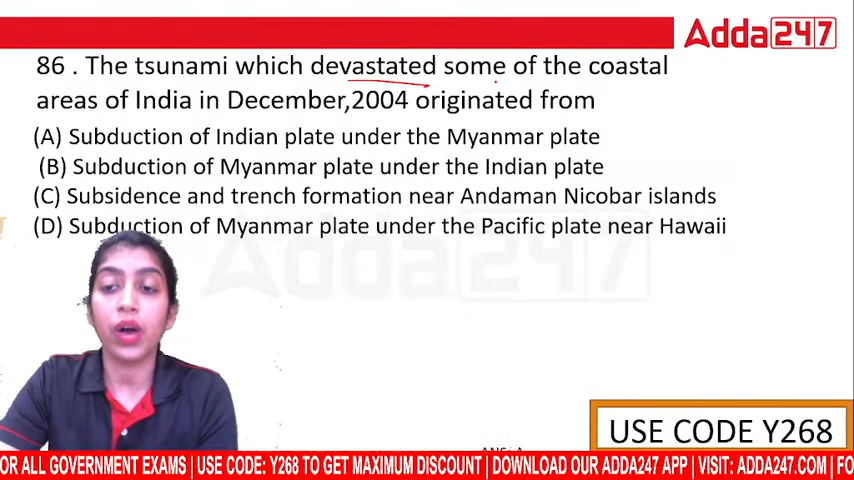 Adda247
86 . The tsunami which devastated some of the coastal
areas of India in December,2004 originated from
(A) Subduction of Indian plate under the Myanmar plate
(B) Subduction of Myanmar plate under the Indian plate
(C) Subsidence and trench formation near Andaman Nicobar islands
(D) Subduction of Myanmar plate under the Pacific plate near Hawaii
Adda247
USE CODE Y268
OR ALL GOVERNMENT EXAMS | USE CODE: Y268 TO GET MAXIMUM DISCOUNT | DOWNLOAD OUR ADDA247 APP | VISIT: ADDA247.COM | FO